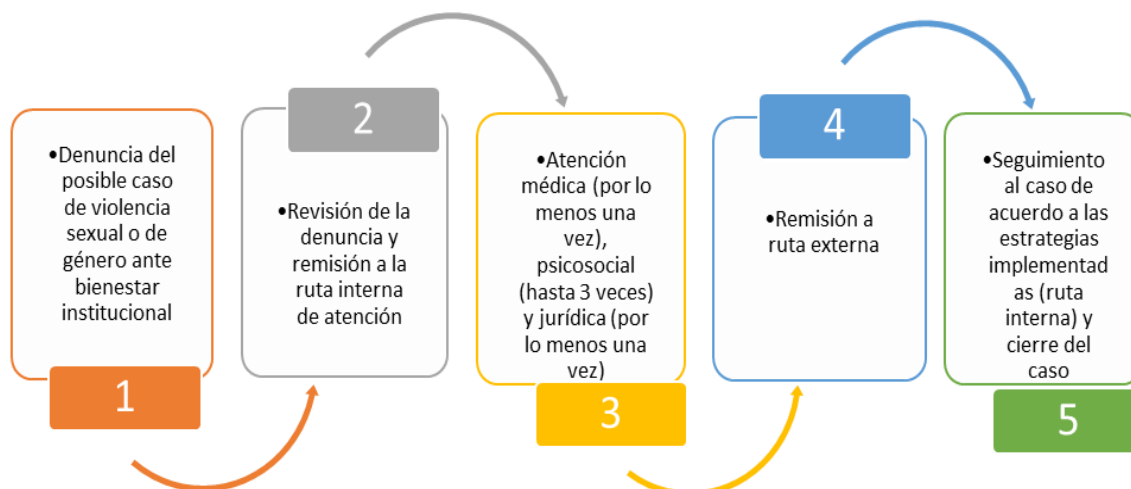 •Denuncia del
posible caso
de violencia
sexual o de
género ante
bienestar
institucional
1
2
•Revisión de la
denuncia y
remisión a la
ruta interna
de atención
•Atención
médica (por lo
menos una
vez),
psicosocial
(hasta 3 veces)
y jurídica (por
lo menos una
vez)
3
4
•Remisión a
ruta externa
•Seguimiento
al caso de
acuerdo a las
estrategias
implementad
as (ruta
interna) y
cierre del
caso
5